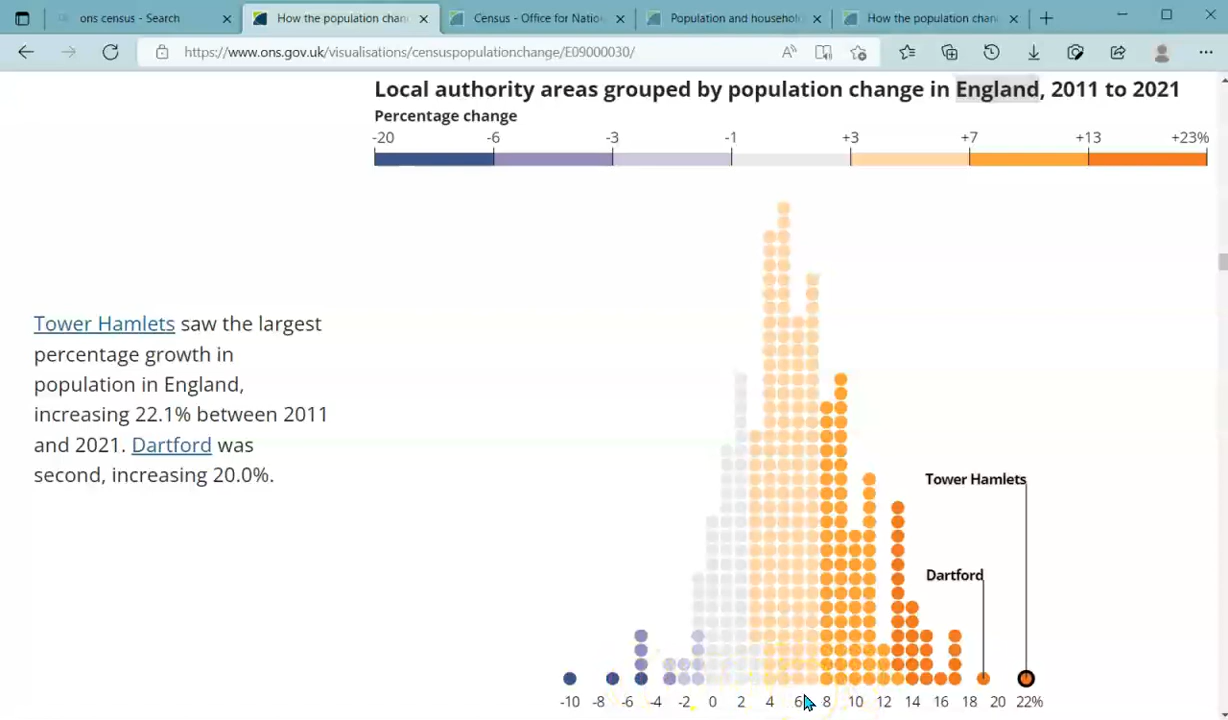 ons census - Search
How the population chan
Census - Office for Natio
Population and household
How the population chan
https://www.ons.gov.uk/visualisations/censuspopulationchange/E09000030/
Local authority areas grouped by population change in England, 2011 to 2021
Percentage change
-20 -6 -3 -1 +3 +7 +13 +23%
Tower Hamlets saw the largest
percentage growth in
population in England,
increasing 22.1% between 2011
and 2021. Dartford was
second, increasing 20.0%.
Tower Hamlets
Dartford
-10 -8 -6 -4 -2 0 2 4 6 8 10 12 14 16 18 20 22%